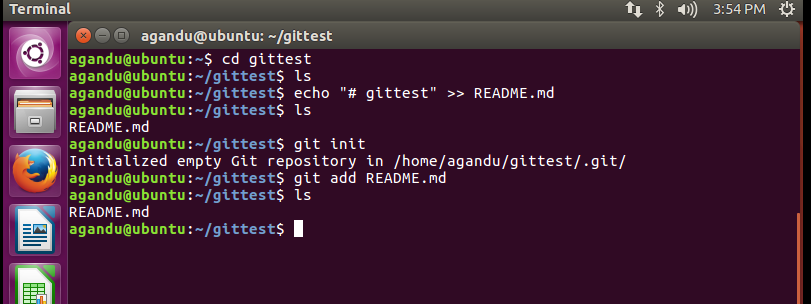 Terminal
3:54 PM
agandu@ubuntu: ~/gittest
agandu@ubuntu:~$ cd gittest
agandu@ubuntu:~/gittest$ ls
agandu@ubuntu:~/gittest$ echo "# gittest" >> README.md
agandu@ubuntu:~/gittest$ ls
README.md
agandu@ubuntu:~/gittest$ git init
Initialized empty Git repository in /home/agandu/gittest/.git/
agandu@ubuntu:~/gittest$ git add README.md
agandu@ubuntu:~/gittest$ ls
README.md
agandu@ubuntu:~/gittest$